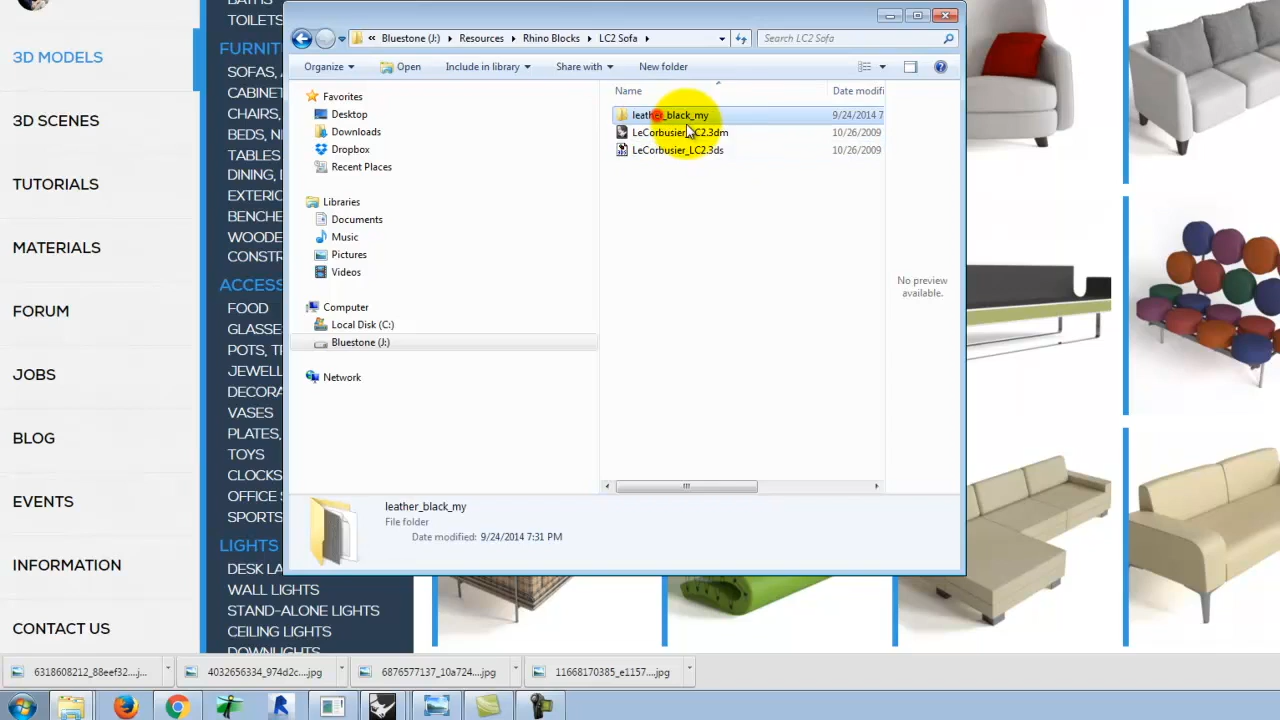 3D MODELS
3D SCENES
TUTORIALS
MATERIALS
FORUM
JOBS
BLOG
EVENTS
INFORMATION
CONTACT US
TOILETS
FURNIT
SOFAS,
CABINET
CHAIRS,
BEDS, N
TABLES
DINING,
EXTERIO
BENCHE
WOODE
CONSTR
ACCESS
FOOD
GLASSE
POTS, T
JEWELL
DECORA
VASES
PLATES,
TOYS
CLOCKS
OFFICE S
SPORTS
LIGHTS
DESK LA
WALL LIGHTS
STAND-ALONE LIGHTS
CEILING LIGHTS
DOWNLIGHTS
« Bluestone (J:) Resources Rhino Blocks LC2 Sofa
Search LC2 Sofa
Organize Open Include in library Share with New folder
Favorites
Desktop
Downloads
Dropbox
Recent Places
Libraries
Documents
Music
Pictures
Videos
Computer
Local Disk (C:)
Bluestone (J:)
Network
Name Date modifi
leather_black_my 9/24/2014 7
LeCorbusier_LC2.3dm 10/26/2009
LeCorbusier_LC2.3ds 10/26/2009
No preview
available.
leather_black_my
File folder
Date modified: 9/24/2014 7:31 PM
6318608212_88eef32....j...
4032656334_974d2c....jpg
6876577137_10a724....jpg
11668170385_e1157....jpg